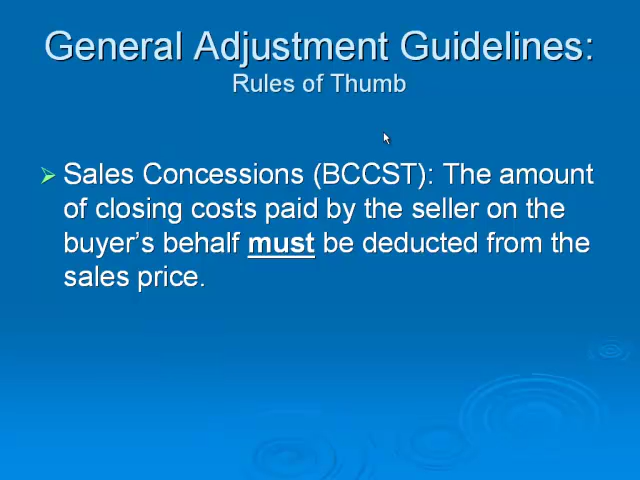 General Adjustment Guidelines:
Rules of Thumb
Sales Concessions (BCCST): The amount
of closing costs paid by the seller on the
buyer’s behalf must be deducted from the
sales price.